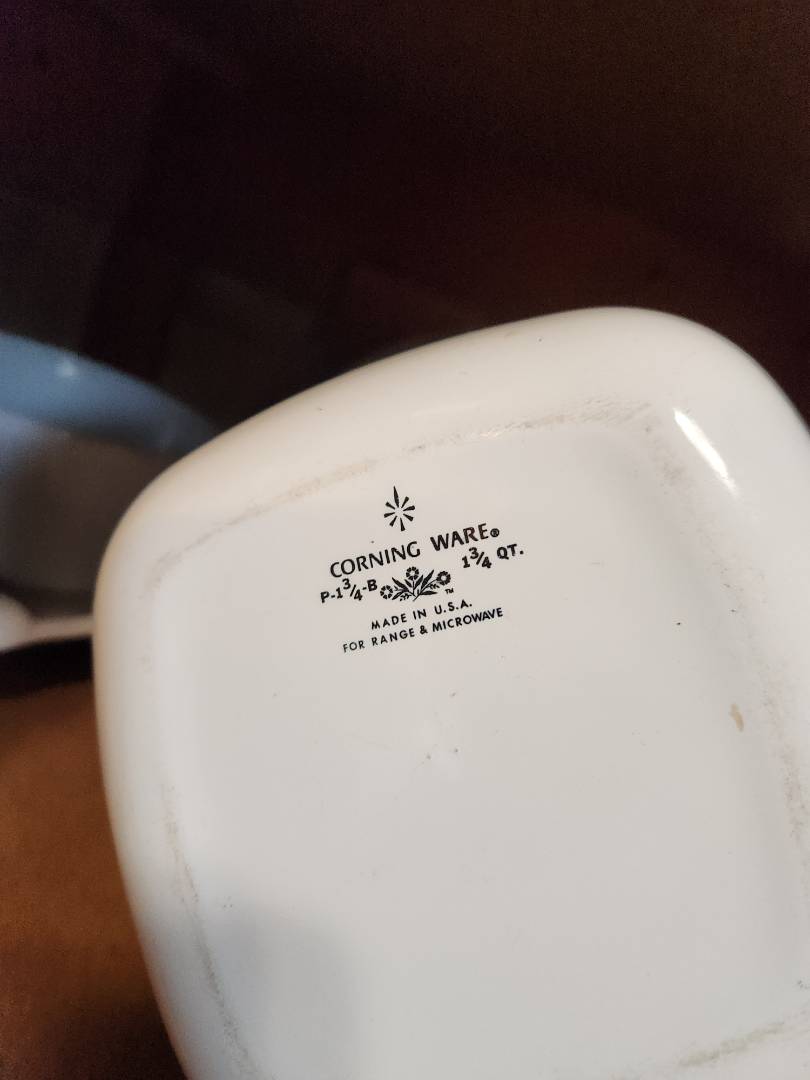 CORNING WARE®
P-1¾-B 1¾ QT.
™
MADE IN U.S.A.
FOR RANGE & MICROWAVE